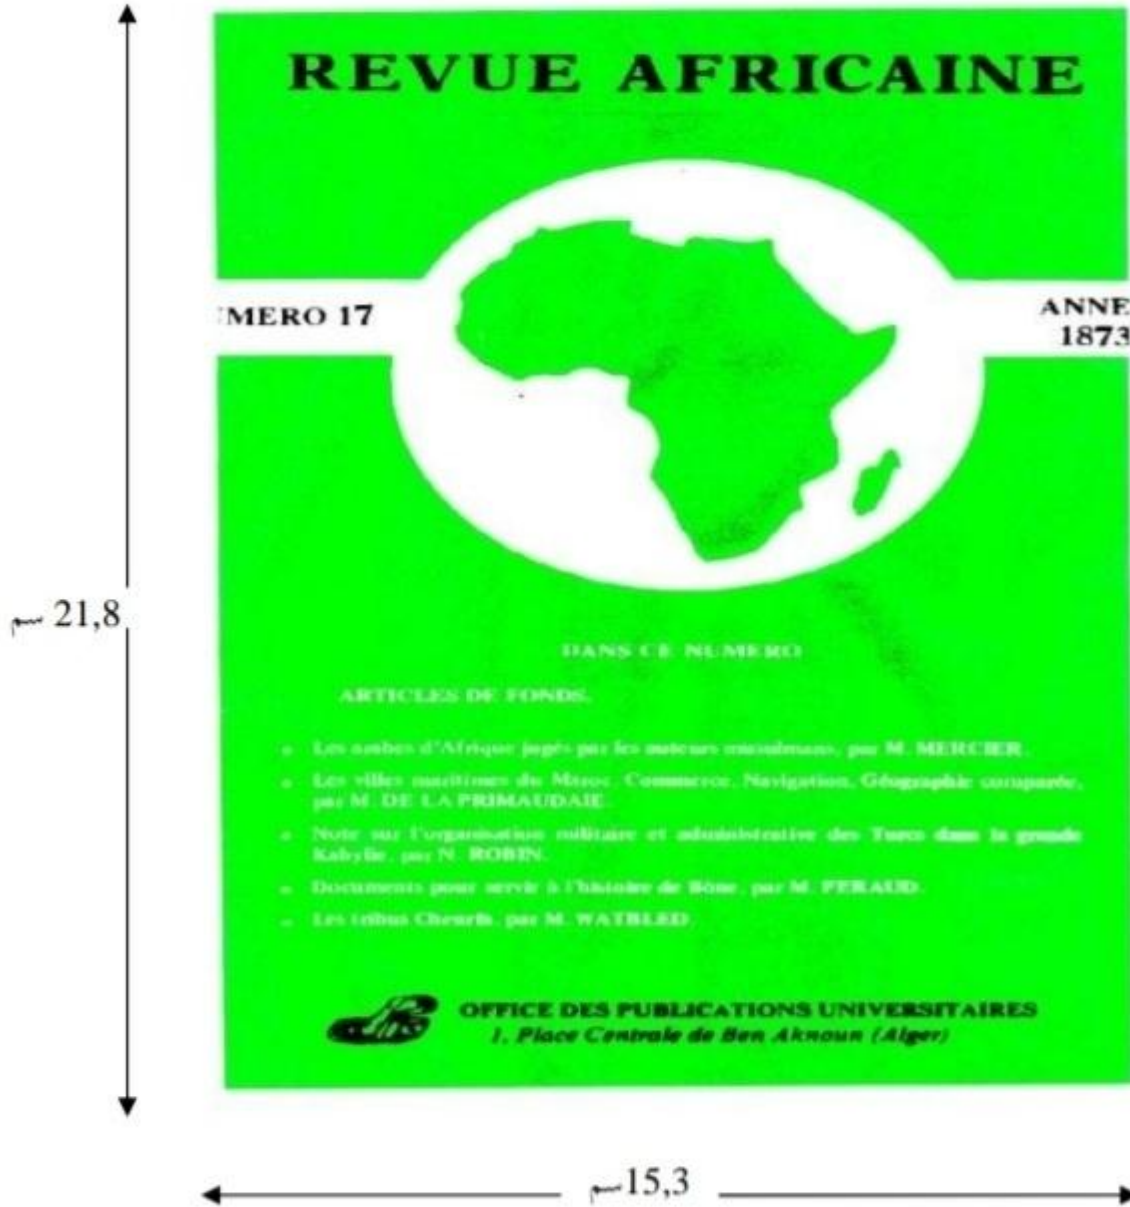 REVUE AFRICAINE
MERO 17
ANNE
1873
21,8 سم
DANS CE NUMERO
ARTICLES DE FONDS.
Les arabes d'Afrique jugés par les auteurs musulmans, par M. MERCIER.
Les villes maritimes du Maroc. Commerce, Navigation, Géographie comparée,
par M. DE LA PRIMAUDAIE.
Note sur l'organisation militaire et administrative des Turcs dans la grande
Kabylie, par N. ROBIN.
Documents pour servir à l'histoire de Bône, par M. FERAUD.
Les tribus Cheurfa, par M. WATBLED.
OFFICE DES PUBLICATIONS UNIVERSITAIRES
1, Place Centrale de Ben Aknoun (Alger)
15,3 سم